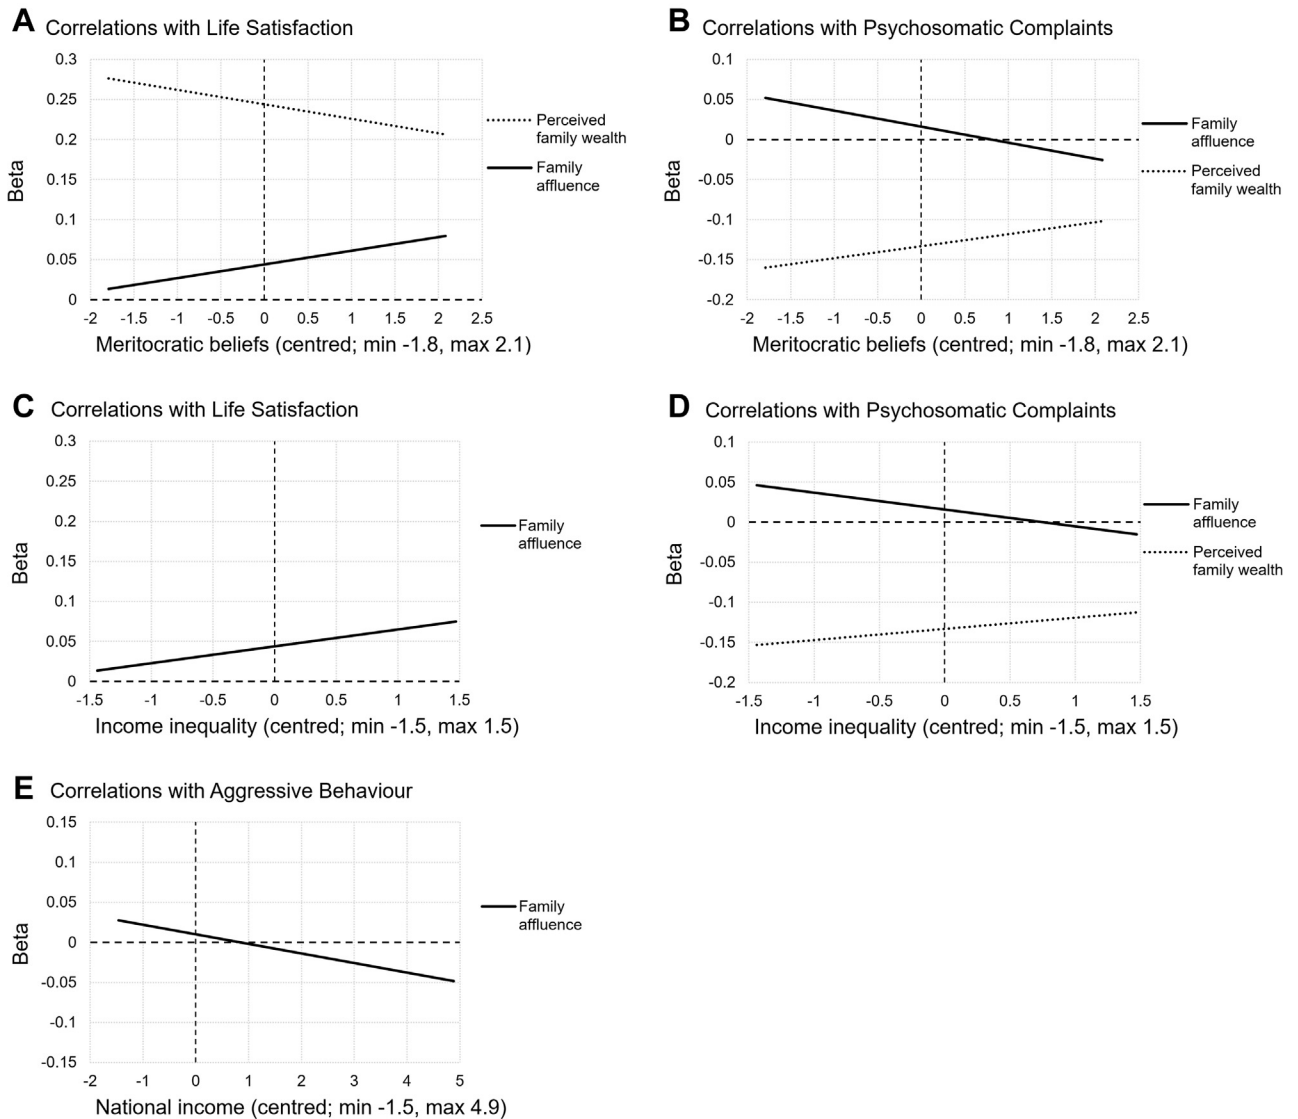 A Correlations with Life Satisfaction
0.3
0.25
0.2
0.15
0.1
0.05
0
Beta
-2 -1.5 -1 -0.5 0 0.5 1 1.5 2 2.5
Meritocratic beliefs (centred; min -1.8, max 2.1)
Perceived
family wealth
Family
affluence
B Correlations with Psychosomatic Complaints
0.1
0.05
0
-0.05
-0.1
-0.15
-0.2
Beta
-2 -1.5 -1 -0.5 0 0.5 1 1.5 2 2.5
Meritocratic beliefs (centred; min -1.8, max 2.1)
Family
affluence
Perceived
family wealth
C Correlations with Life Satisfaction
0.3
0.25
0.2
0.15
0.1
0.05
0
Beta
-1.5 -1 -0.5 0 0.5 1 1.5
Income inequality (centred; min -1.5, max 1.5)
Family
affluence
D Correlations with Psychosomatic Complaints
0.1
0.05
0
-0.05
-0.1
-0.15
-0.2
Beta
-1.5 -1 -0.5 0 0.5 1 1.5
Income inequality (centred; min -1.5, max 1.5)
Family
affluence
Perceived
family wealth
E Correlations with Aggressive Behaviour
0.15
0.1
0.05
0
-0.05
-0.1
-0.15
Beta
-2 -1 0 1 2 3 4 5
National income (centred; min -1.5, max 4.9)
Family
affluence